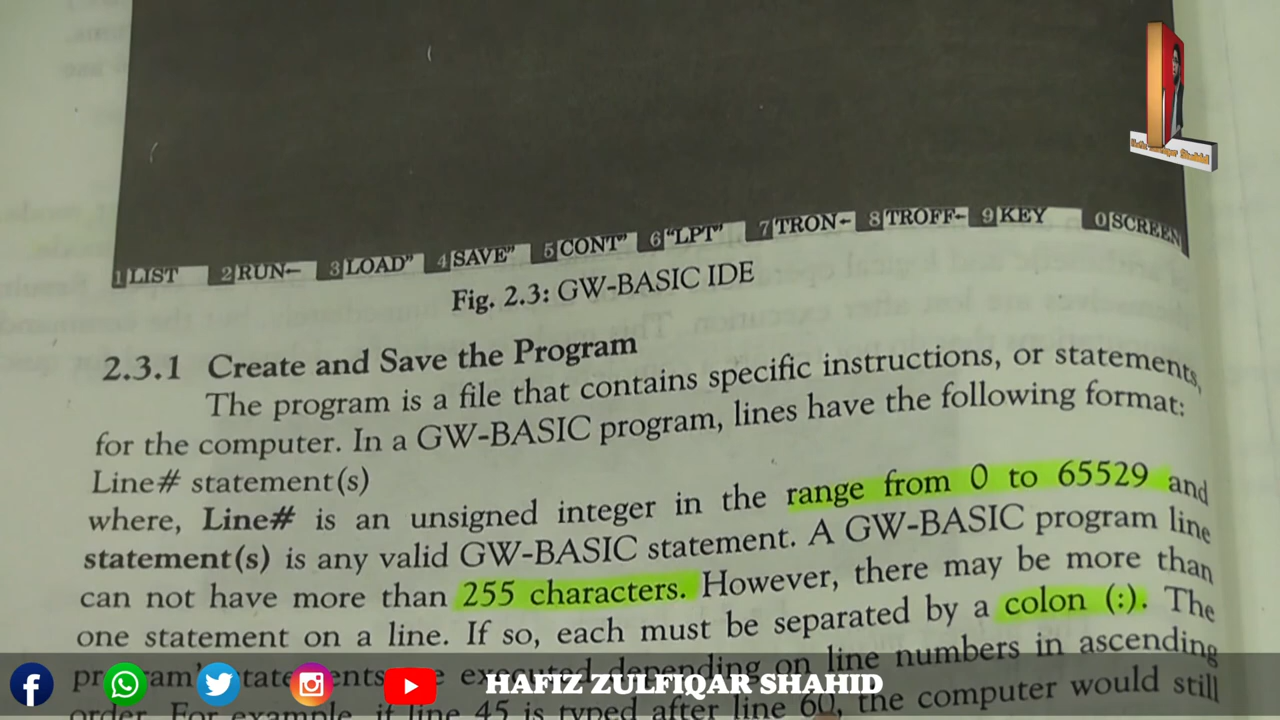 1 LIST 2 RUN← 3 LOAD" 4 SAVE" 5 CONT" 6 "LPT" 7 TRON← 8 TROFF← 9 KEY 0 SCREEN
Fig. 2.3: GW-BASIC IDE
2.3.1 Create and Save the Program
The program is a file that contains specific instructions, or statements,
for the computer. In a GW-BASIC program, lines have the following format:
Line# statement(s)
where, Line# is an unsigned integer in the range from 0 to 65529 and
statement(s) is any valid GW-BASIC statement. A GW-BASIC program line
can not have more than 255 characters. However, there may be more than
one statement on a line. If so, each must be separated by a colon (:). The
executed depending on line numbers in ascending
order. For example, if line 45 is typed after line 60, the computer would still
HAFIZ ZULFIQAR SHAHID